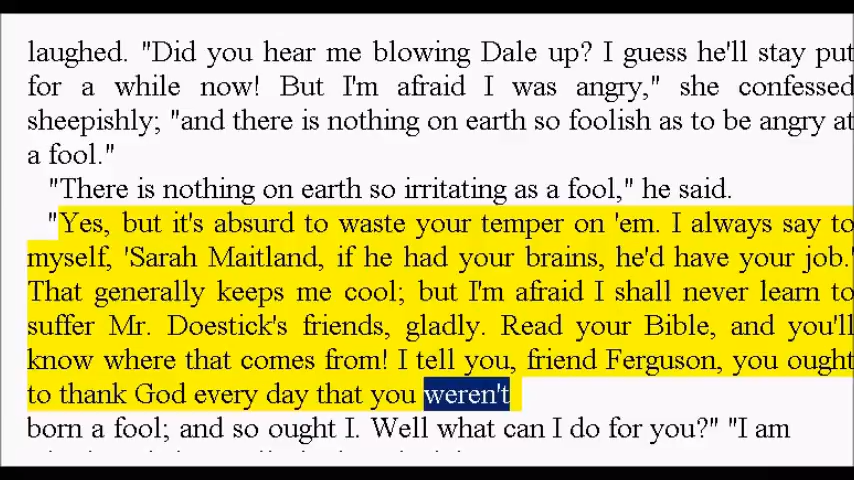 laughed. "Did you hear me blowing Dale up? I guess he'll stay put
for a while now! But I'm afraid I was angry," she confessed
sheepishly; "and there is nothing on earth so foolish as to be angry at
a fool."
"There is nothing on earth so irritating as a fool," he said.
"Yes, but it's absurd to waste your temper on 'em. I always say to
myself, 'Sarah Maitland, if he had your brains, he'd have your job.'
That generally keeps me cool; but I'm afraid I shall never learn to
suffer Mr. Doestick's friends, gladly. Read your Bible, and you'll
know where that comes from! I tell you, friend Ferguson, you ought
to thank God every day that you weren't
born a fool; and so ought I. Well what can I do for you?" "I am